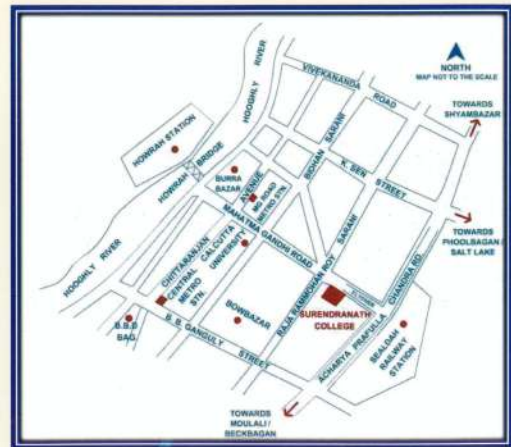 NORTH
MAP NOT TO THE SCALE
VIVEKANANDA ROAD
TOWARDS
SHYAMBAZAR
HOOGHLY RIVER
HOWRAH STATION
HOWRAH BRIDGE
BURRA
BAZAR
AVENUE
MG ROAD
METRO STN.
BIDHAN SARANI
K. SEN STREET
MAHATMA GANDHI ROAD
TOWARDS
PHOOLBAGAN /
SALT LAKE
HOOGHLY RIVER
CHITTARANJAN
CENTRAL
METRO
STN.
CALCUTTA
UNIVERSITY
RAJA RAMMOHAN ROY SARANI
FLYOVER
SURENDRANATH
COLLEGE
ACHARYA PRAFULLA CHANDRA RD
SEALDAH
RAILWAY
STATION
BOWBAZAR
B.B.D
BAG
B. B. GANGULY STREET
TOWARDS
MOULALI /
BECKBAGAN